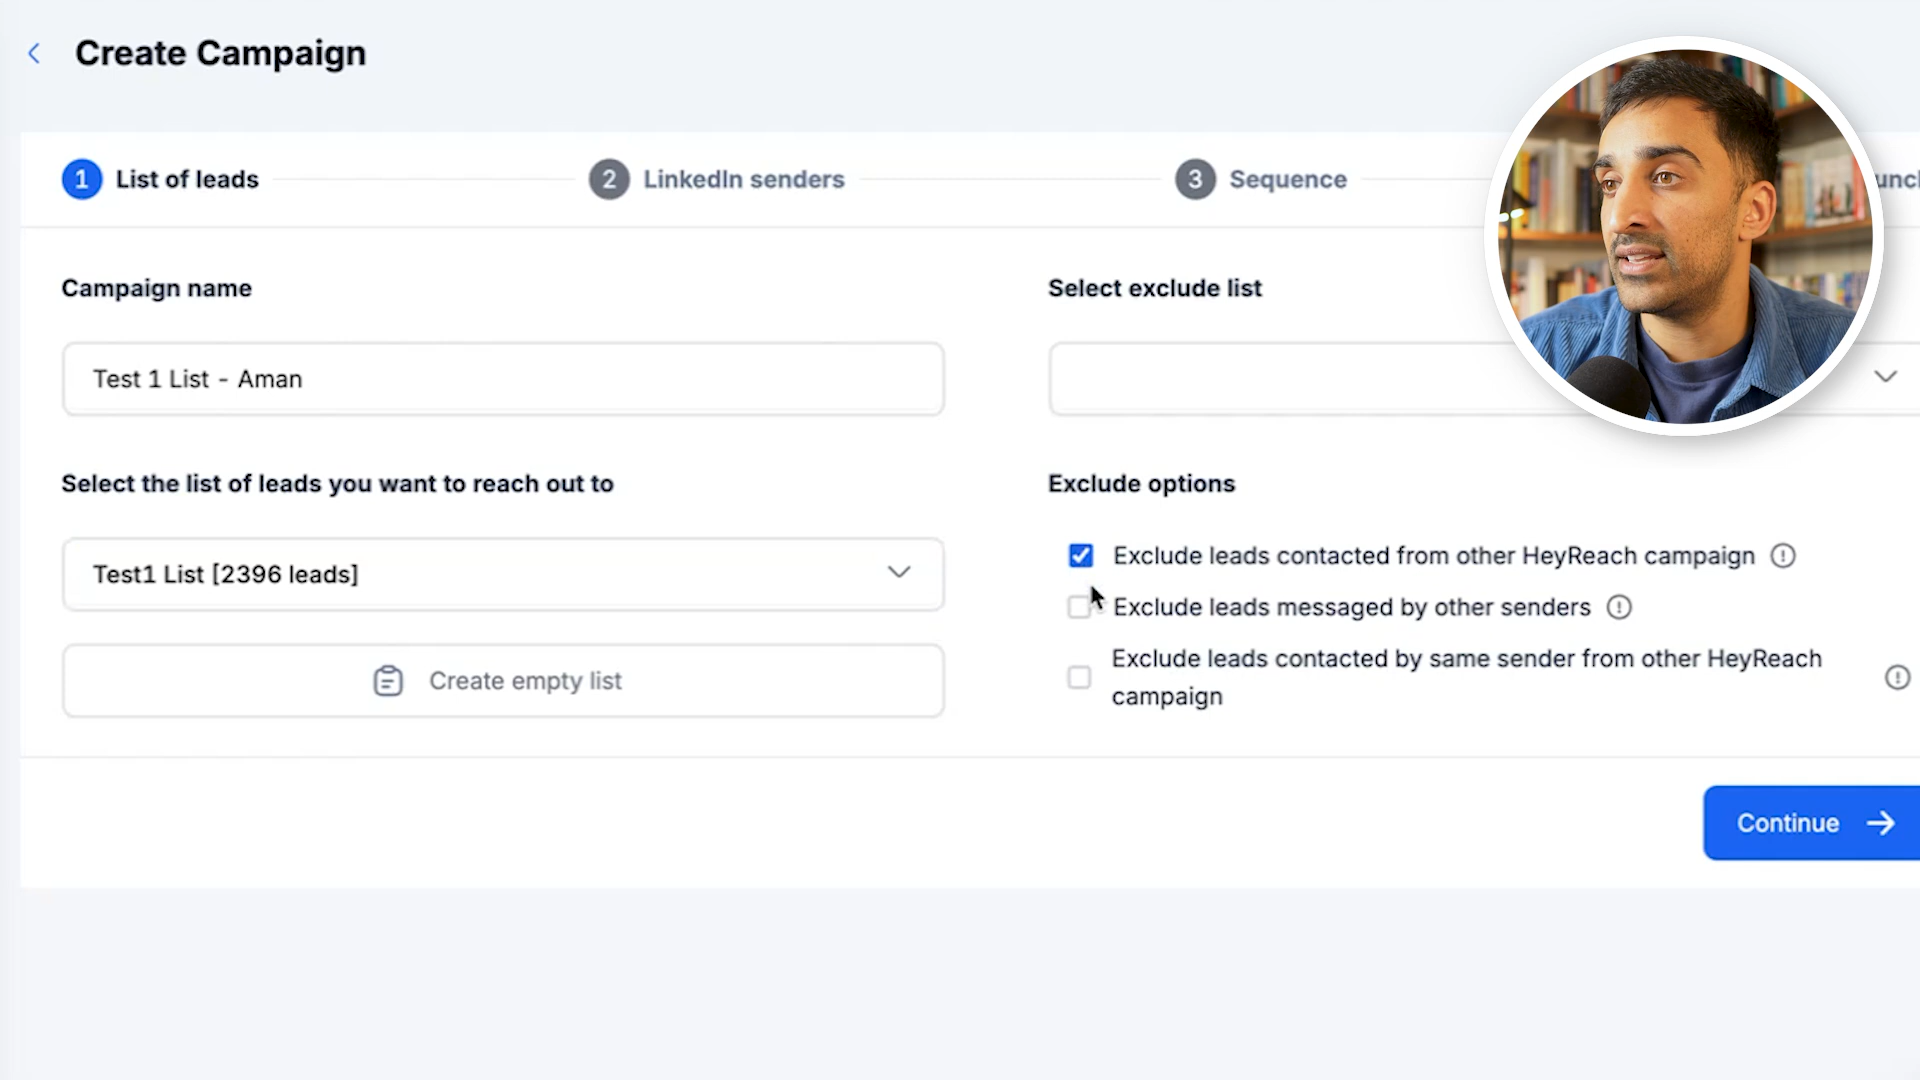 Create Campaign
1 List of leads
2 LinkedIn senders
3 Sequence
Campaign name
Test 1 List - Aman
Select the list of leads you want to reach out to
Test1 List [2396 leads]
Create empty list
Select exclude list
Exclude options
Exclude leads contacted from other HeyReach campaign
Exclude leads messaged by other senders
Exclude leads contacted by same sender from other HeyReach
campaign
Continue